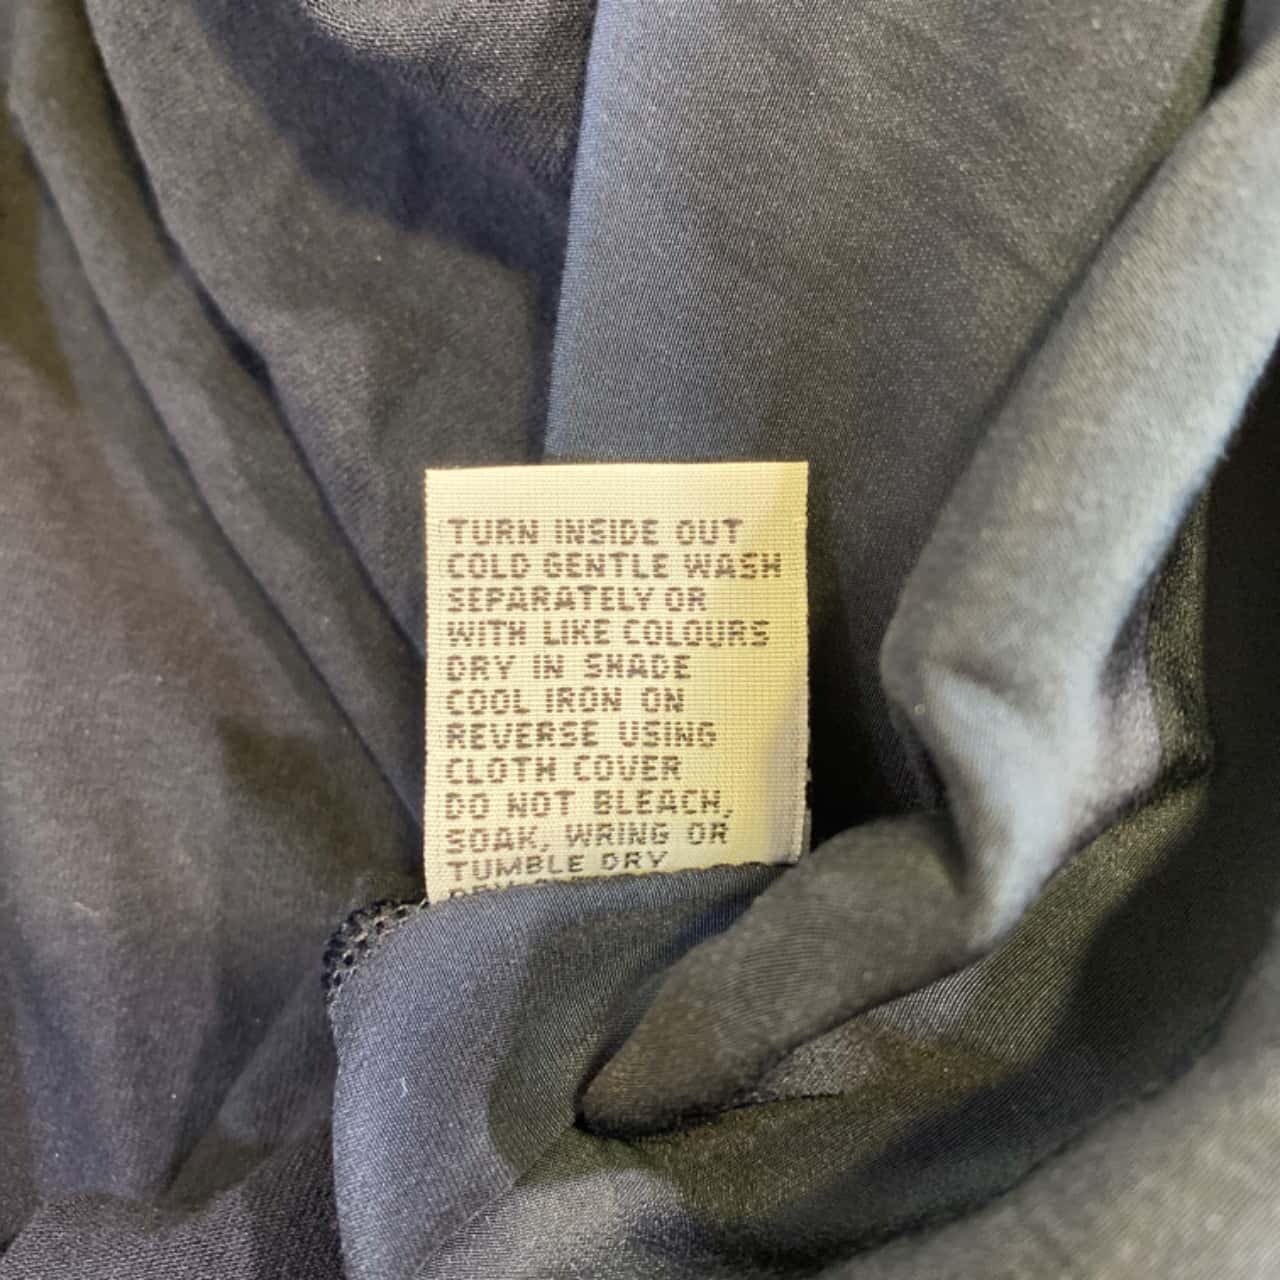 TURN INSIDE OUT
COLD GENTLE WASH
SEPARATELY OR
WITH LIKE COLOURS
DRY IN SHADE
COOL IRON ON
REVERSE USING
CLOTH COVER
DO NOT BLEACH,
SOAK, WRING OR
TUMBLE DRY
DRY